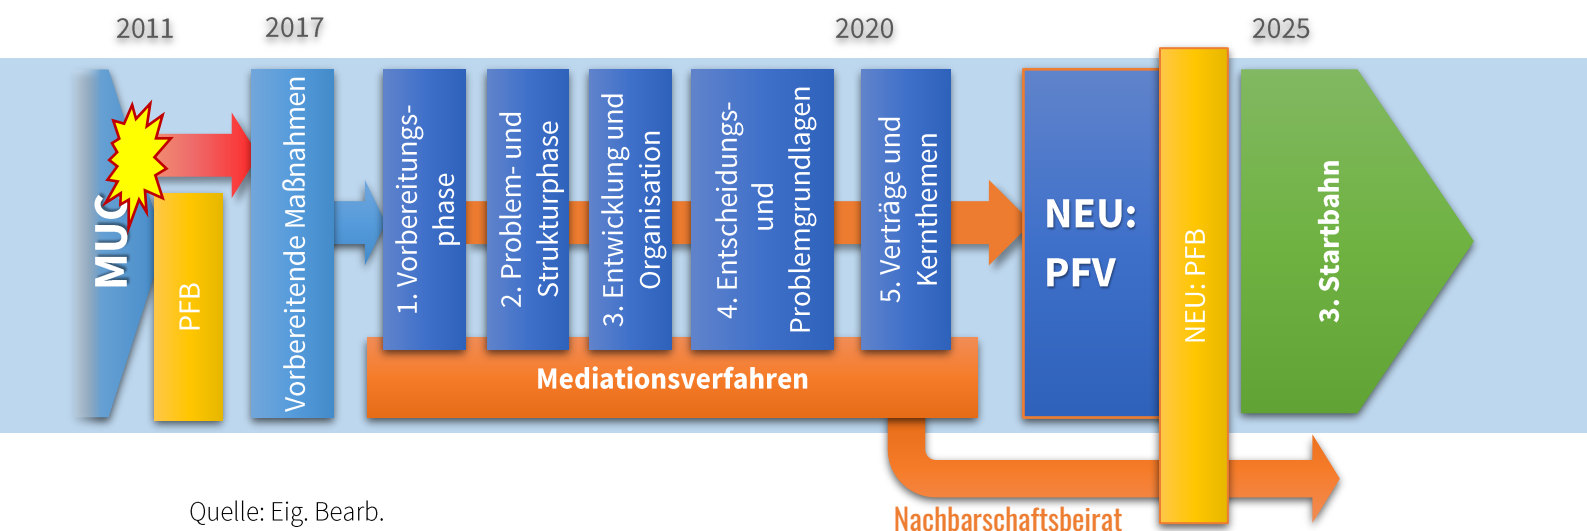 2011
2017
2020
2025
MUC
PFB
Vorbereitende Maßnahmen
1. Vorbereitungs-
phase
2. Problem- und
Strukturphase
3. Entwicklung und
Organisation
4. Entscheidungs-
und
Problemgrundlagen
5. Verträge und
Kernthemen
Mediationsverfahren
NEU:
PFV
NEU: PFB
3. Startbahn
Nachbarschaftsbeirat
Quelle: Eig. Bearb.